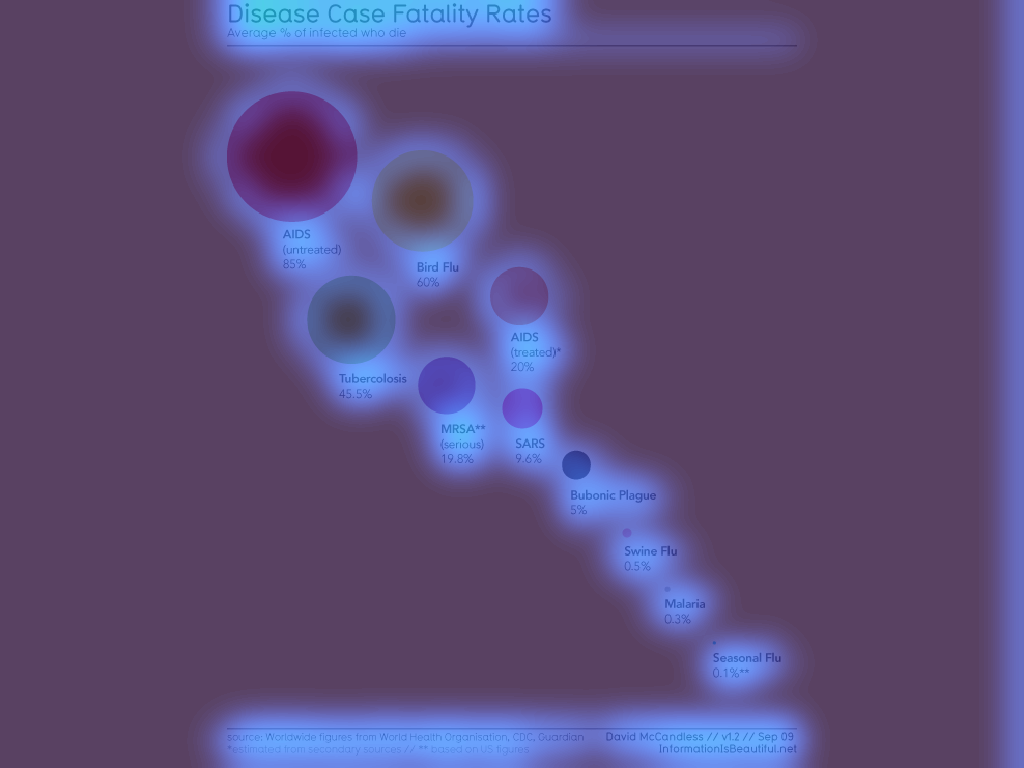 Disease Case Fatality Rates
Average % of infected who die
AIDS
(untreated)
85%
Bird Flu
60%
Tubercolosis
45.5%
AIDS
(treated)*
20%
MRSA**
(serious)
19.8%
SARS
9.6%
Bubonic Plague
5%
Swine Flu
0.5%
Malaria
0.3%
Seasonal Flu
0.1%**
source: Worldwide figures from World Health Organisation, CDC, Guardian
*estimated from secondary sources // ** based on US figures
David McCandless // v1.2 // Sep 09
InformationIsBeautiful.net